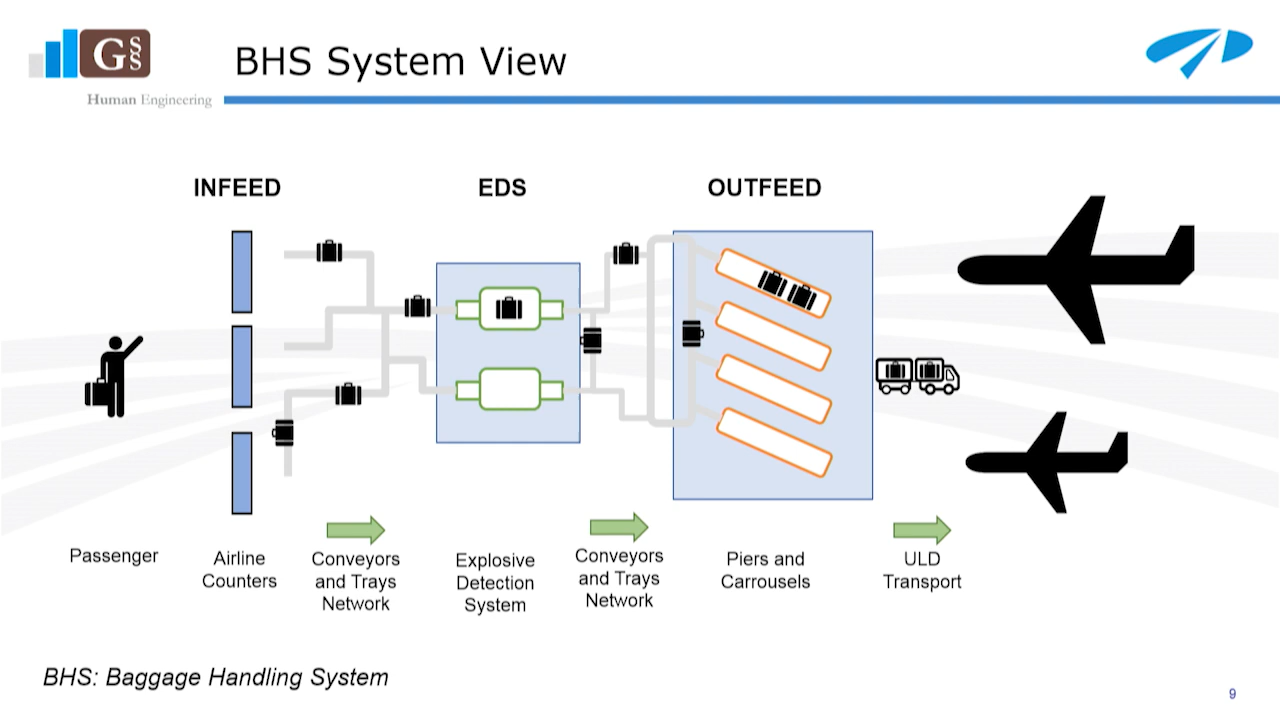 G§§
Human Engineering
BHS System View
INFEED
EDS
OUTFEED
Passenger
Airline
Counters
Conveyors
and Trays
Network
Explosive
Detection
System
Conveyors
and Trays
Network
Piers and
Carrousels
ULD
Transport
BHS: Baggage Handling System
9